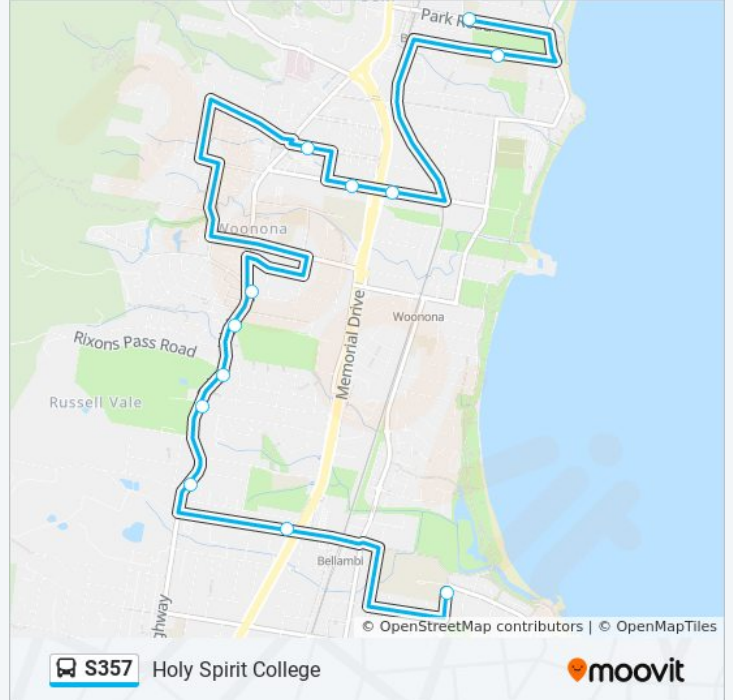 Park Road
Woonona
Woonona
Memorial Drive
Rixons Pass Road
Russell Vale
Bellambi
ghway
© OpenStreetMap contributors | © OpenMapTiles
S357 Holy Spirit College
moovit